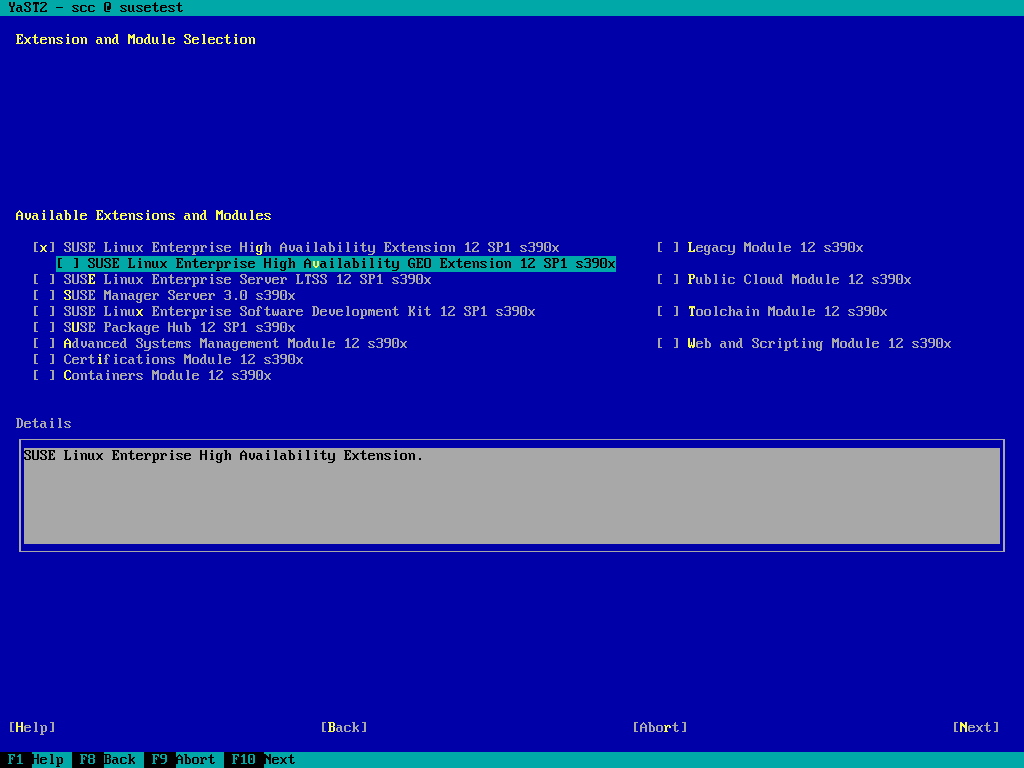 YaST2 - scc @ susetest
Extension and Module Selection
Available Extensions and Modules
[x] SUSE Linux Enterprise High Availability Extension 12 SP1 s390x [ ] Legacy Module 12 s390x
[ ] SUSE Linux Enterprise High Availability GEO Extension 12 SP1 s390x
[ ] SUSE Linux Enterprise Server LTSS 12 SP1 s390x [ ] Public Cloud Module 12 s390x
[ ] SUSE Manager Server 3.0 s390x
[ ] SUSE Linux Enterprise Software Development Kit 12 SP1 s390x [ ] Toolchain Module 12 s390x
[ ] SUSE Package Hub 12 SP1 s390x
[ ] Advanced Systems Management Module 12 s390x [ ] Web and Scripting Module 12 s390x
[ ] Certifications Module 12 s390x
[ ] Containers Module 12 s390x
Details
SUSE Linux Enterprise High Availability Extension.
[Help] [Back] [Abort] [Next]
F1 Help F8 Back F9 Abort F10 Next